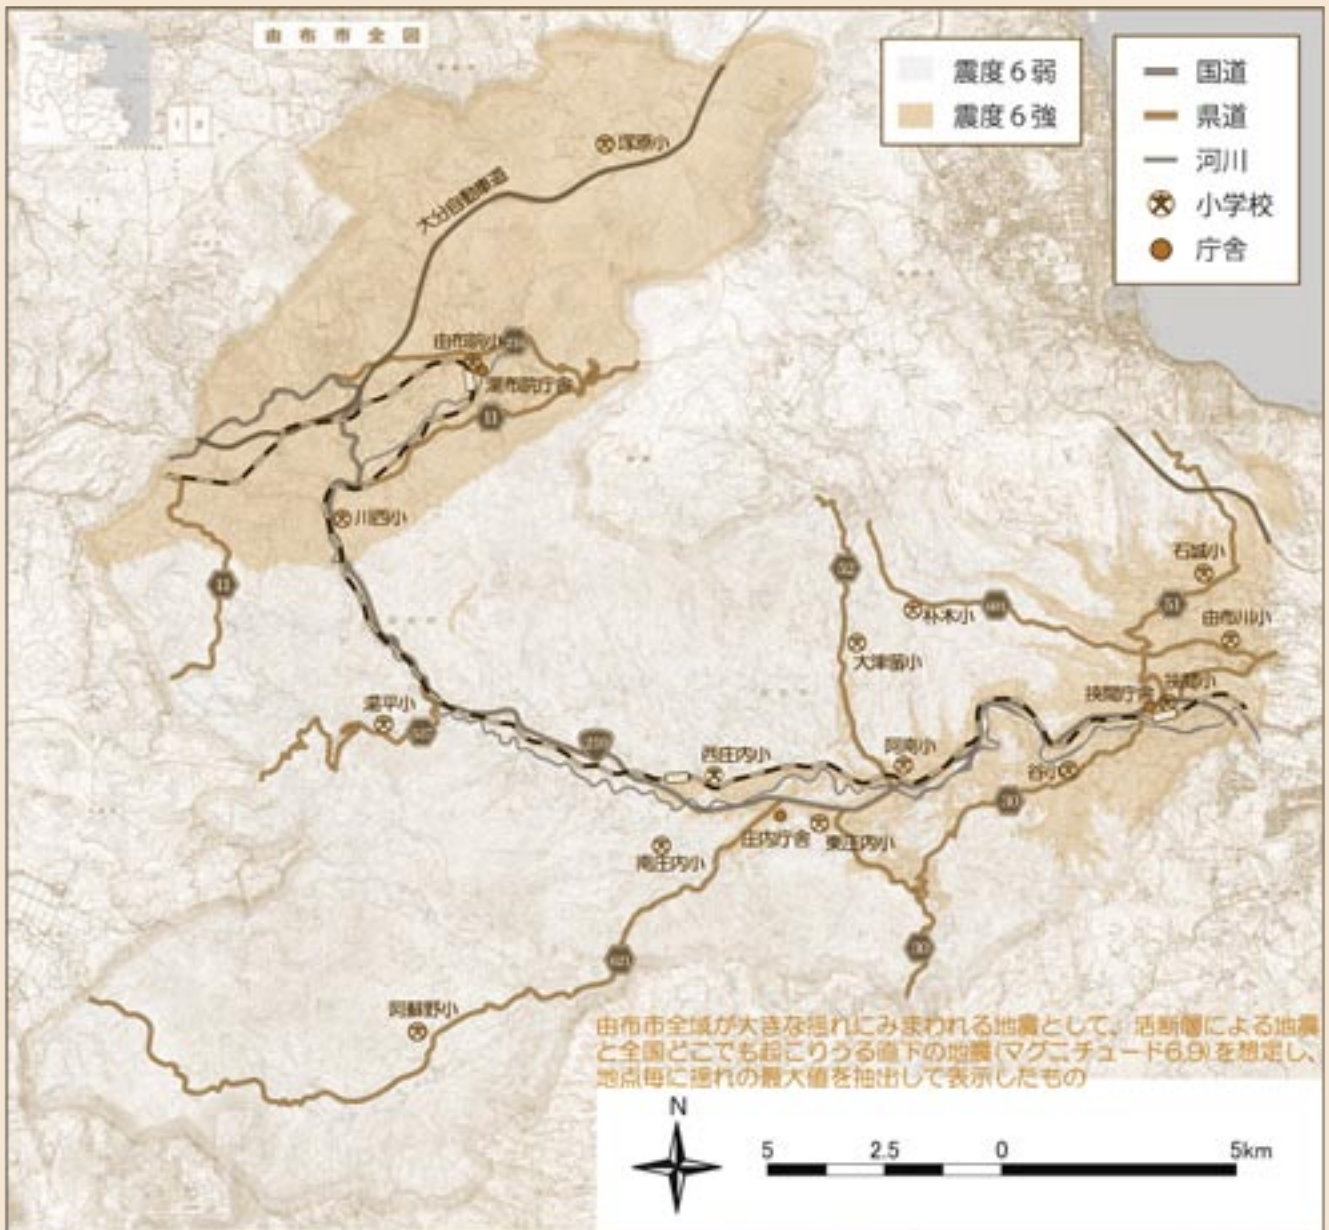 由布市全図
震度6弱
震度6強
国道
県道
河川
小学校
庁舎
塚原小
大分自動車道
由布院小
湯布院庁舎
11
川西小
11
石城小
52
朴木小
51
由布川小
大津留小
挾間小
挾間庁舎
湯平小
阿南小
西庄内小
谷小
30
庄内庁舎
東庄内小
南庄内小
30
621
阿蘇野小
由布市全域が大きな揺れにみまわれる地震として、活断層による地震
と全国どこでも起こりうる直下の地震(マグニチュード6.9)を想定し、
地点毎に揺れの最大値を抽出して表示したもの
N
5 2.5 0 5km